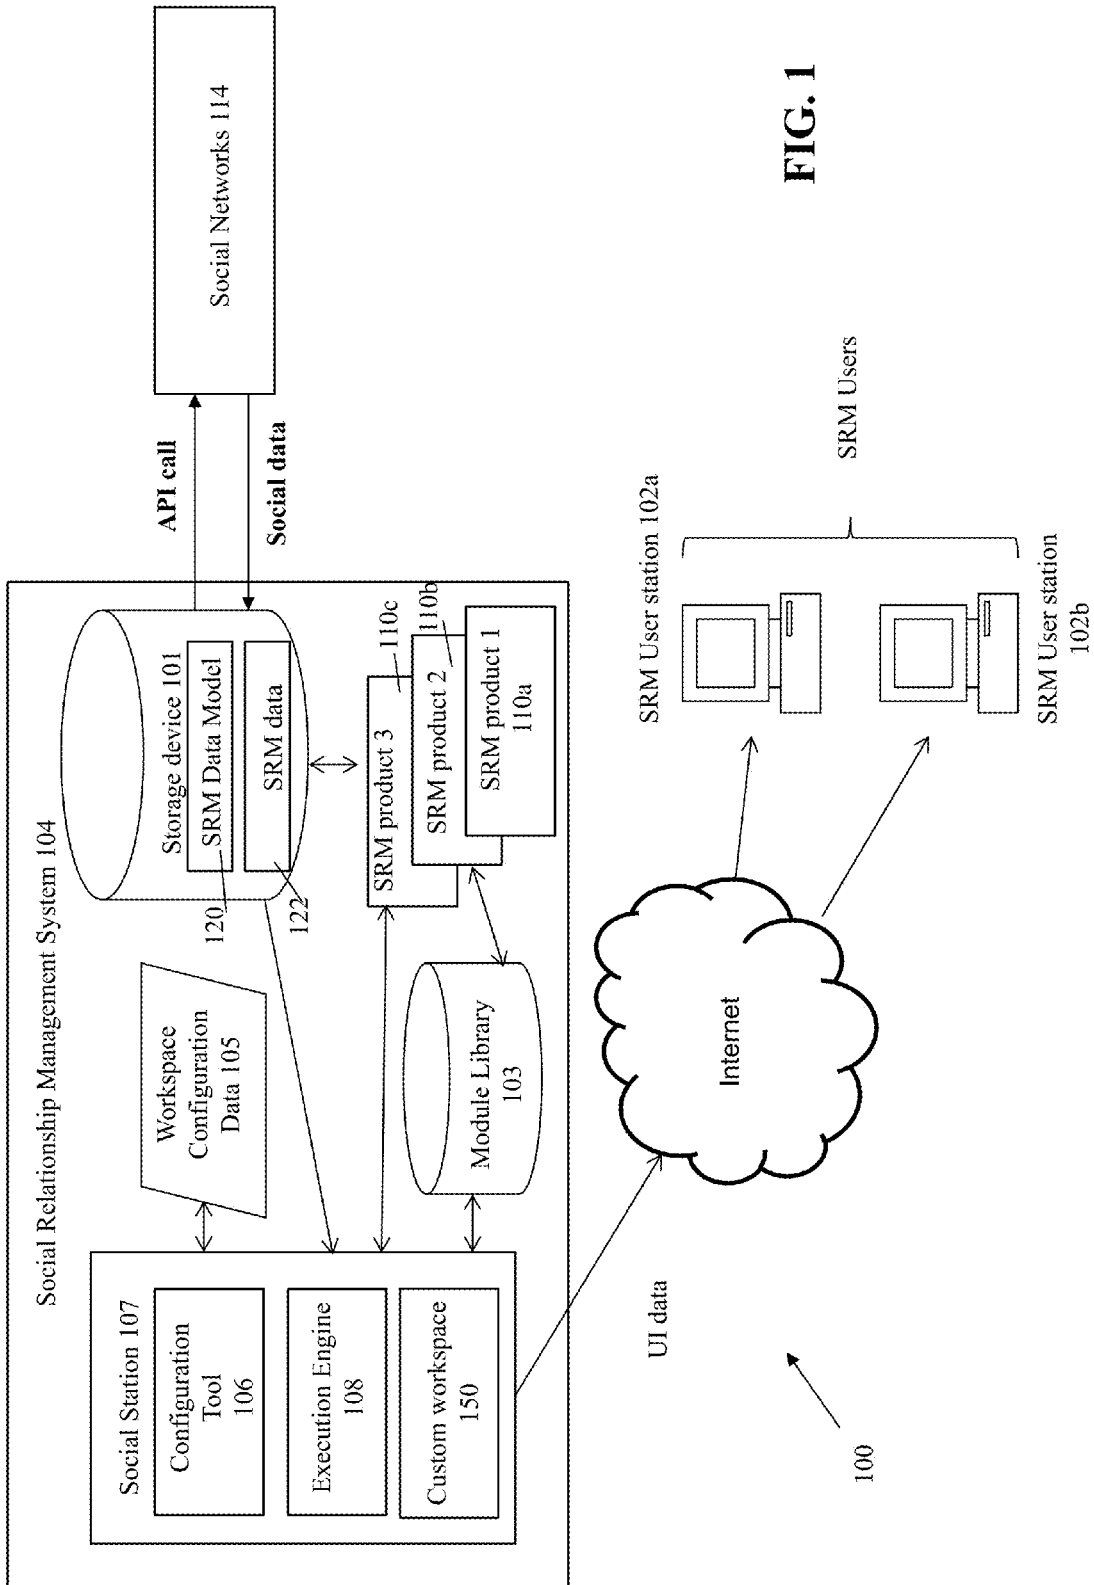 Social Relationship Management System 104
Social Station 107
Configuration
Tool
106
Execution Engine
108
Custom workspace
150
Workspace
Configuration
Data 105
Module Library
103
Storage device 101
SRM Data Model
SRM data
120
122
SRM product 3
SRM product 2
SRM product 1
110a
110b
110c
API call
Social data
Social Networks 114
UI data
Internet
SRM User station 102a
SRM User station
102b
SRM Users
100
FIG. 1